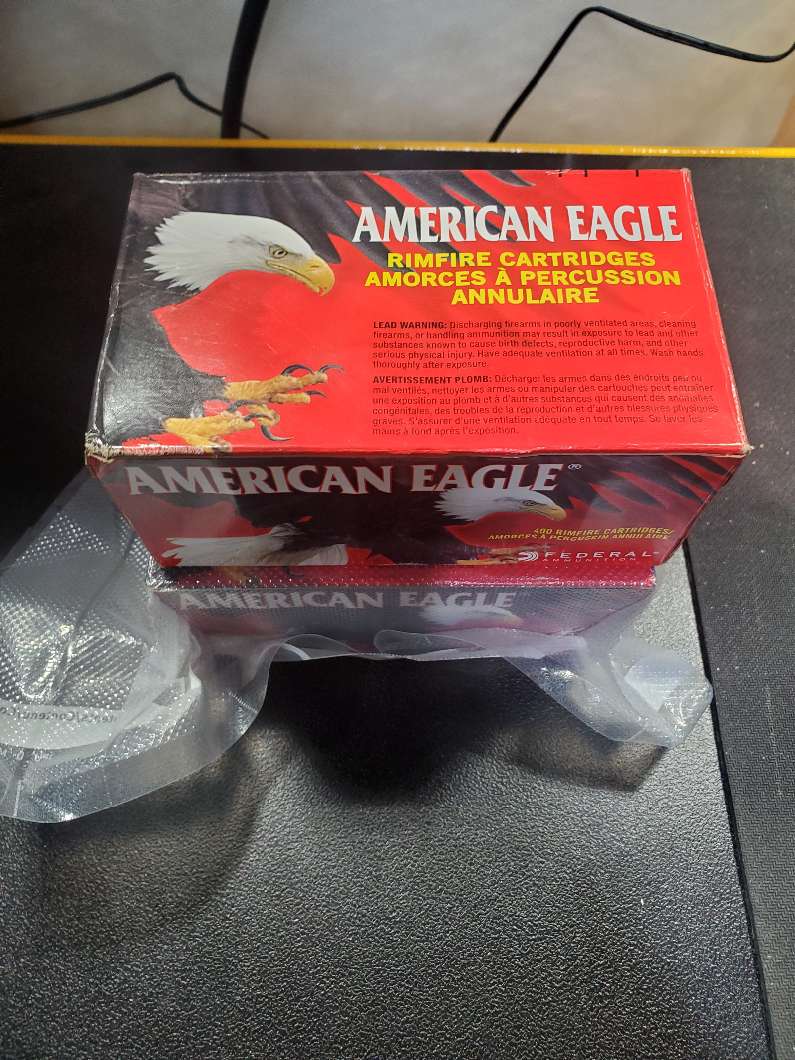 AMERICAN EAGLE
RIMFIRE CARTRIDGES
AMORCES À PERCUSSION
ANNULAIRE
LEAD WARNING: Discharging firearms in poorly ventilated areas, cleaning
firearms, or handling ammunition may result in exposure to lead and other
substances known to cause birth defects, reproductive harm, and other
serious physical injury. Have adequate ventilation at all times. Wash hands
thoroughly after exposure.
AVERTISSEMENT PLOMB: Décharger les armes dans des endroits peu ou
mal ventilés, nettoyer les armes ou manipuler des cartouches peut entraîner
une exposition au plomb et à d'autres substances qui causent des anomalies
congénitales, des troubles de la reproduction et d'autres blessures physiques
graves. S'assurer d'une ventilation adéquate en tout temps. Se laver les
mains à fond après l'exposition.
AMERICAN EAGLE®
400 RIMFIRE CARTRIDGES/
AMORCES À PERCUSSION ANNULAIRE
FEDERAL
AMMUNITION
AMERICAN EAGLE